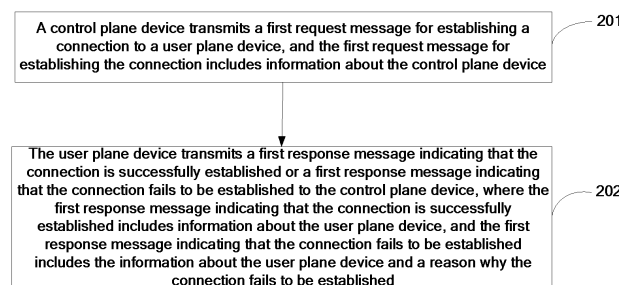 A control plane device transmits a first request message for establishing a
connection to a user plane device, and the first request message for
establishing the connection includes information about the control plane device
201
The user plane device transmits a first response message indicating that the
connection is successfully established or a first response message indicating
that the connection fails to be established to the control plane device, where the
first response message indicating that the connection is successfully
established includes information about the user plane device, and the first
response message indicating that the connection fails to be established
includes the information about the user plane device and a reason why the
connection fails to be established
202